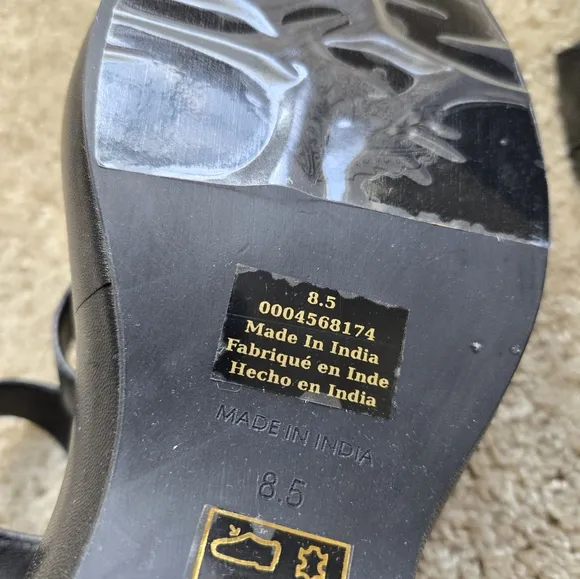 8.5
0004568174
Made In India
Fabriqué en Inde
Hecho en India
MADE IN INDIA
8.5